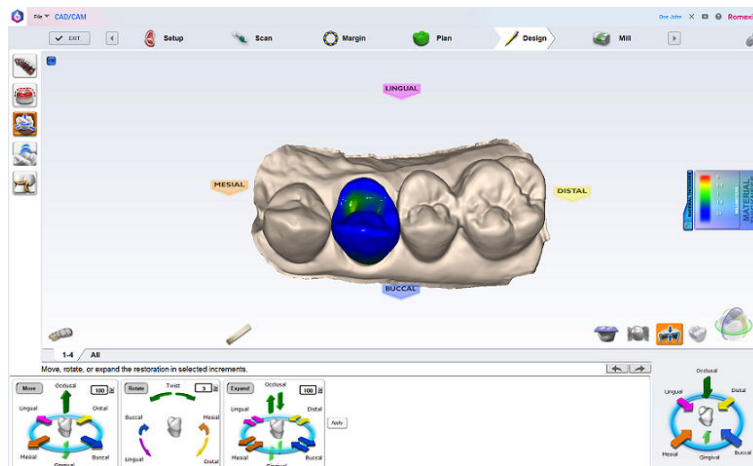 File CAD/CAM
Doe John
Romexi
EXIT
Setup
Scan
Margin
Plan
Design
Mill
LINGUAL
MESIAL
DISTAL
BUCCAL
MATERIAL
1-4 All
Move, rotate, or expand the restoration in selected increments.
Move Occlusal 100
Lingual Distal
Mesial Buccal
Gingival
Rotate Twist 3
Buccal Mesial
Lingual Distal
Expand Occlusal 100
Lingual Distal
Mesial Buccal
Gingival
Apply
Occlusal
Lingual Distal
Mesial Buccal
Gingival